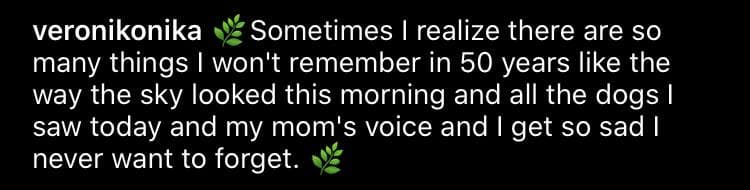 veronikonika 🌿 Sometimes I realize there are so
many things I won't remember in 50 years like the
way the sky looked this morning and all the dogs I
saw today and my mom's voice and I get so sad I
never want to forget. 🌿